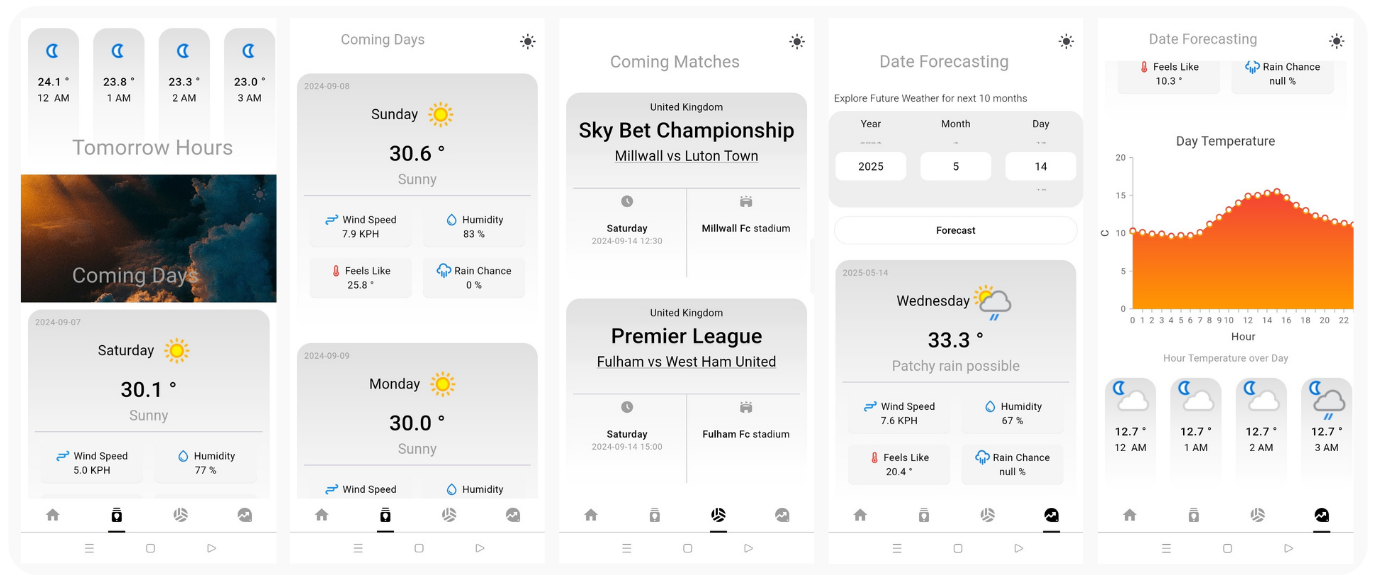 24.1 °
12 AM
23.8 °
1 AM
23.3 °
2 AM
23.0 °
3 AM
Tomorrow Hours
Coming Days
2024-09-07
Saturday
30.1 °
Sunny
Wind Speed
5.0 KPH
Humidity
77 %
Coming Days
2024-09-08
Sunday
30.6 °
Sunny
Wind Speed
7.9 KPH
Humidity
83 %
Feels Like
25.8 °
Rain Chance
0 %
2024-09-09
Monday
30.0 °
Sunny
Wind Speed
Humidity
Coming Matches
United Kingdom
Sky Bet Championship
Millwall vs Luton Town
Saturday
2024-09-14 12:30
Millwall Fc stadium
United Kingdom
Premier League
Fulham vs West Ham United
Saturday
2024-09-14 15:00
Fulham Fc stadium
Date Forecasting
Explore Future Weather for next 10 months
Year
Month
Day
2025
5
14
Forecast
2025-05-14
Wednesday
33.3 °
Patchy rain possible
Wind Speed
7.6 KPH
Humidity
67 %
Feels Like
20.4 °
Rain Chance
null %
Date Forecasting
Feels Like
10.3 °
Rain Chance
null %
Day Temperature
20
15
10
5
0
C
0 1 2 3 4 5 6 7 8 9 10 12 14 16 18 20 22
Hour
Hour Temperature over Day
12.7 °
12 AM
12.7 °
1 AM
12.7 °
2 AM
12.7 °
3 AM